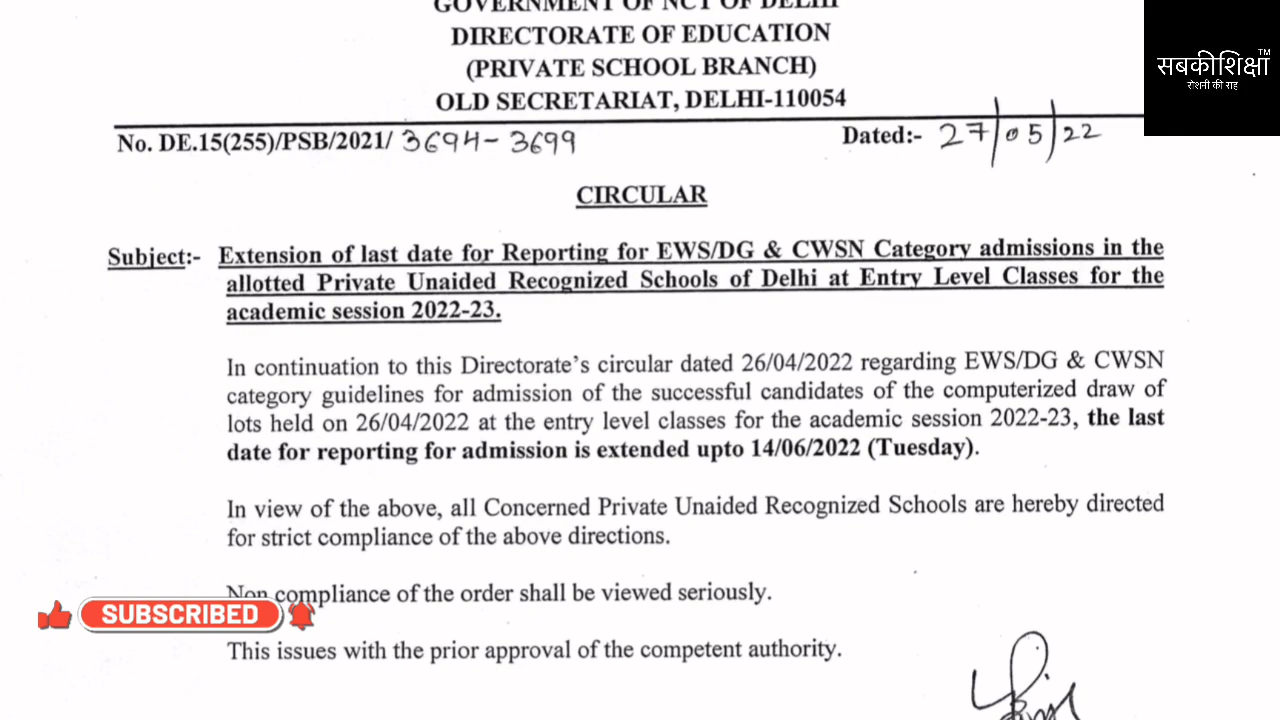 GOVERNMENT OF NCT OF DELHI
DIRECTORATE OF EDUCATION
(PRIVATE SCHOOL BRANCH)
OLD SECRETARIAT, DELHI-110054
सबकीशिक्षा™
रोशनी की राह
No. DE.15(255)/PSB/2021/ 3694-3699 Dated:- 27/05/22
CIRCULAR
Subject:- Extension of last date for Reporting for EWS/DG & CWSN Category admissions in the
allotted Private Unaided Recognized Schools of Delhi at Entry Level Classes for the
academic session 2022-23.
In continuation to this Directorate's circular dated 26/04/2022 regarding EWS/DG & CWSN
category guidelines for admission of the successful candidates of the computerized draw of
lots held on 26/04/2022 at the entry level classes for the academic session 2022-23, the last
date for reporting for admission is extended upto 14/06/2022 (Tuesday).
In view of the above, all Concerned Private Unaided Recognized Schools are hereby directed
for strict compliance of the above directions.
Non compliance of the order shall be viewed seriously.
SUBSCRIBED
This issues with the prior approval of the competent authority.